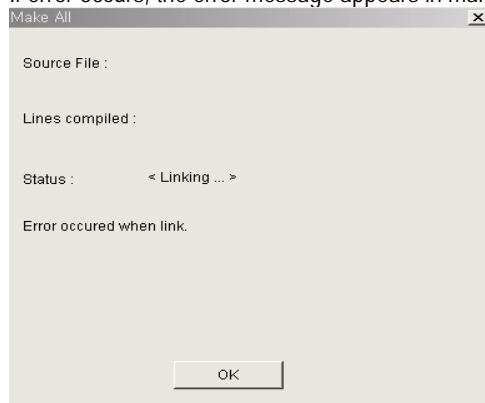 If error occurs, the error message appears in
Make All
Source File :
Lines compiled :
Status : < Linking ... >
Error occured when link.
OK